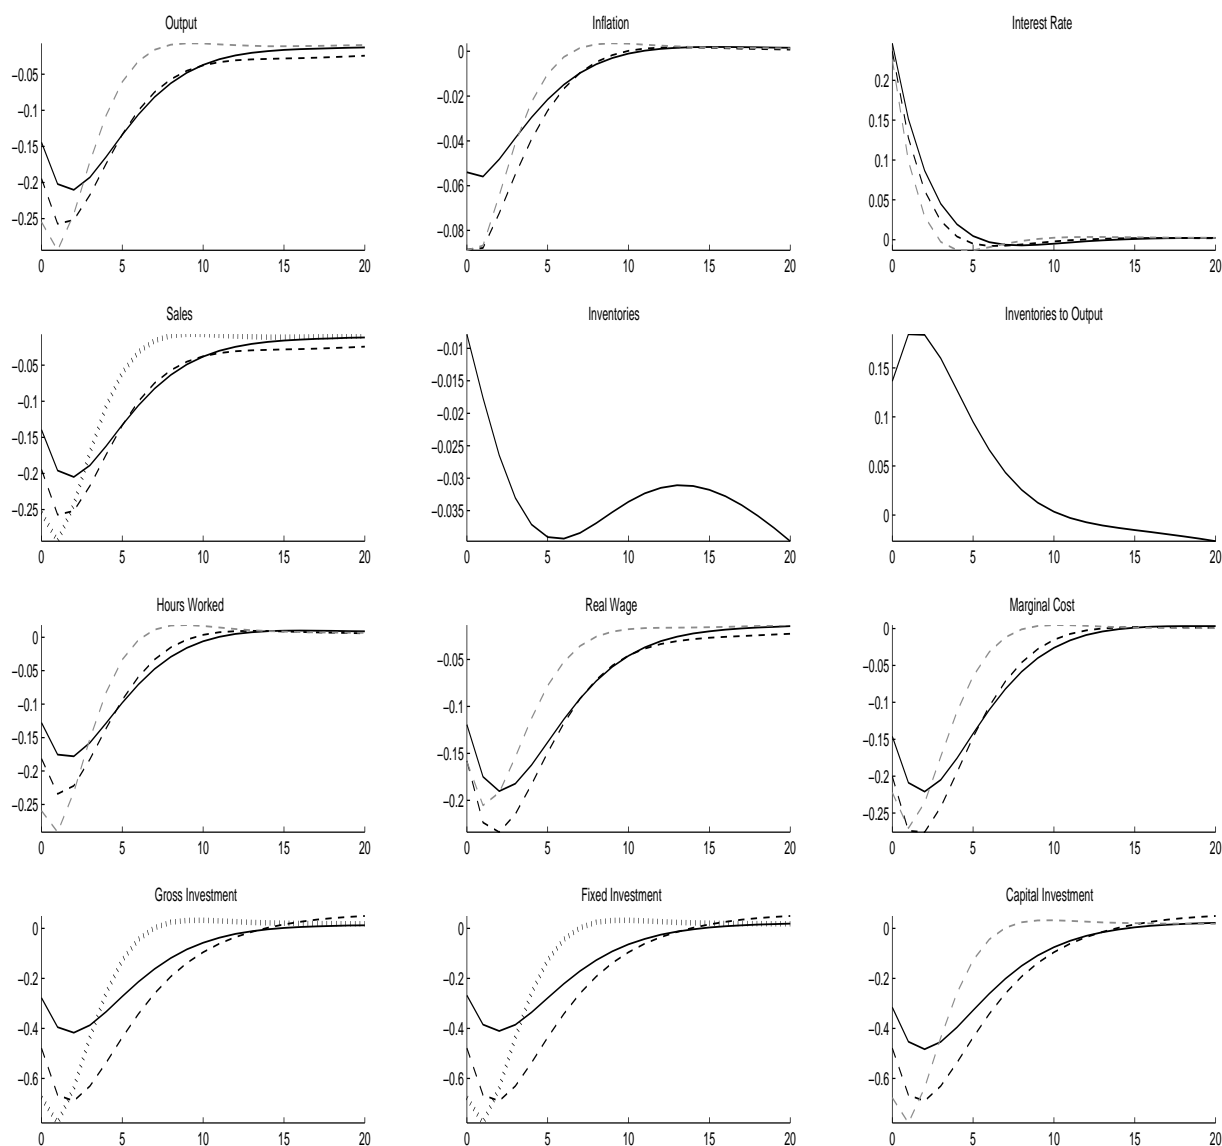 Output Inflation Interest Rate
−0.05 −0.1 −0.15 −0.2 −0.25
0 5 10 15 20
0 −0.02 −0.04 −0.06 −0.08
0 5 10 15 20
0.2 0.15 0.1 0.05 0
0 5 10 15 20
Sales Inventories Inventories to Output
−0.05 −0.1 −0.15 −0.2 −0.25
0 5 10 15 20
−0.01 −0.015 −0.02 −0.025 −0.03 −0.035
0 5 10 15 20
0.15 0.1 0.05 0
0 5 10 15 20
Hours Worked Real Wage Marginal Cost
0 −0.05 −0.1 −0.15 −0.2 −0.25
0 5 10 15 20
−0.05 −0.1 −0.15 −0.2
0 5 10 15 20
0 −0.05 −0.1 −0.15 −0.2 −0.25
0 5 10 15 20
Gross Investment Fixed Investment Capital Investment
0 −0.2 −0.4 −0.6
0 5 10 15 20
0 −0.2 −0.4 −0.6
0 5 10 15 20
0 −0.2 −0.4 −0.6
0 5 10 15 20